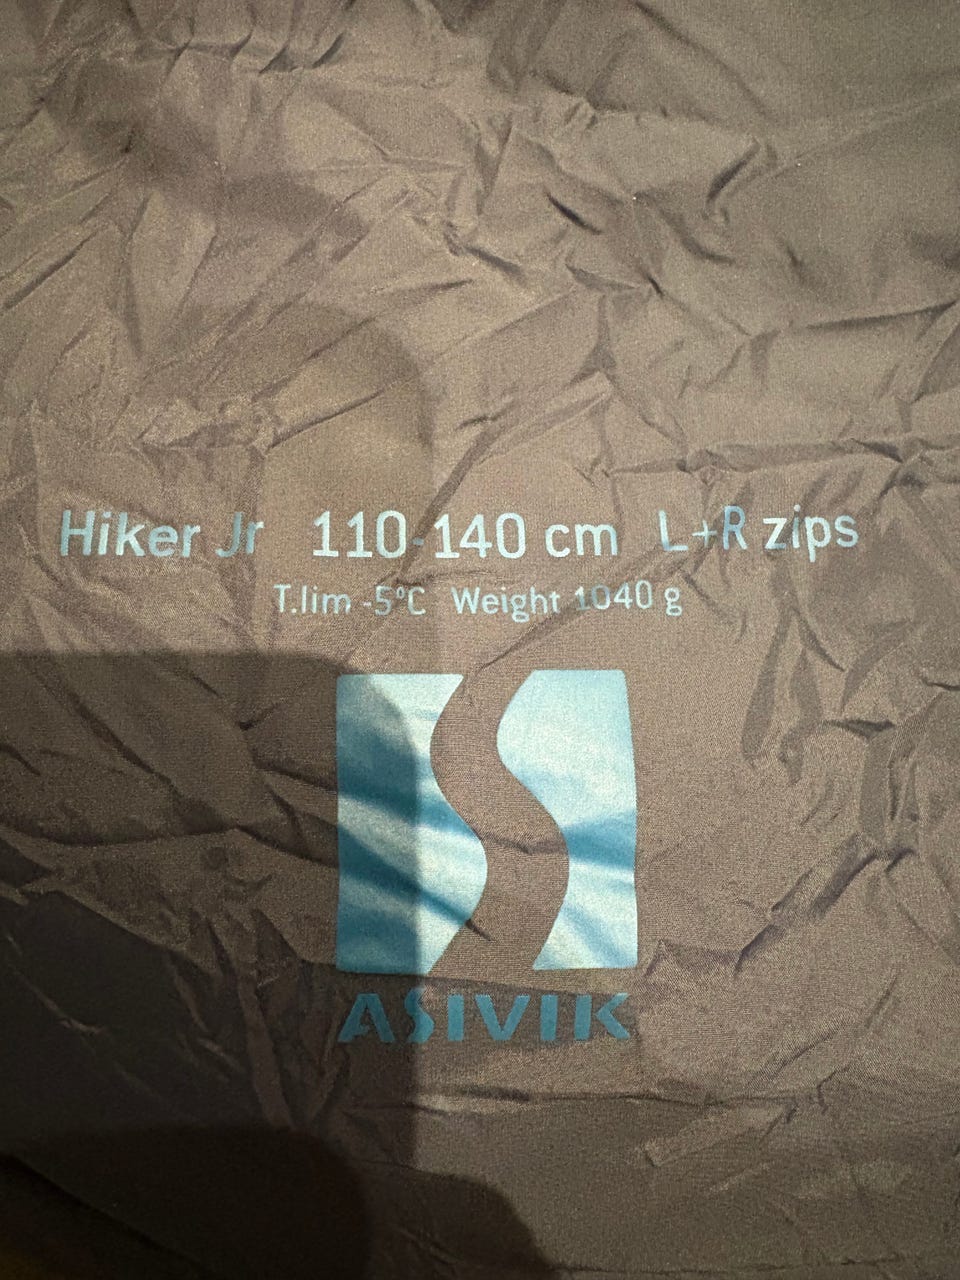 Hiker Jr 110-140 cm L+R zips
T.lim -5°C Weight 1040 g
ASIVIK